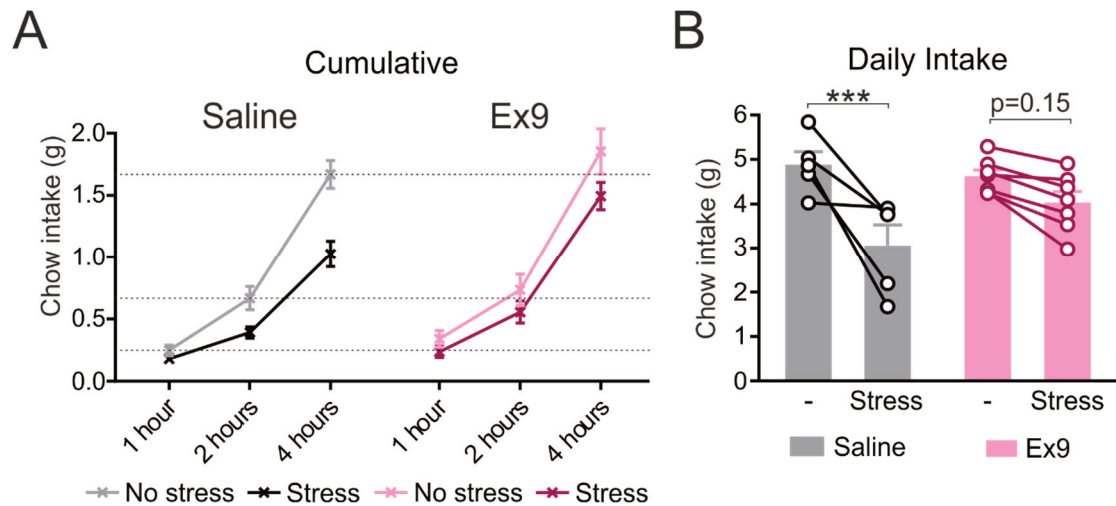 A
Cumulative
Saline
Ex9
Chow intake (g)
2.0
1.5
1.0
0.5
0.0
1 hour
2 hours
4 hours
1 hour
2 hours
4 hours
No stress
Stress
No stress
Stress
B
Daily Intake
***
p=0.15
Chow intake (g)
6
5
4
3
2
1
0
- Stress
- Stress
Saline
Ex9